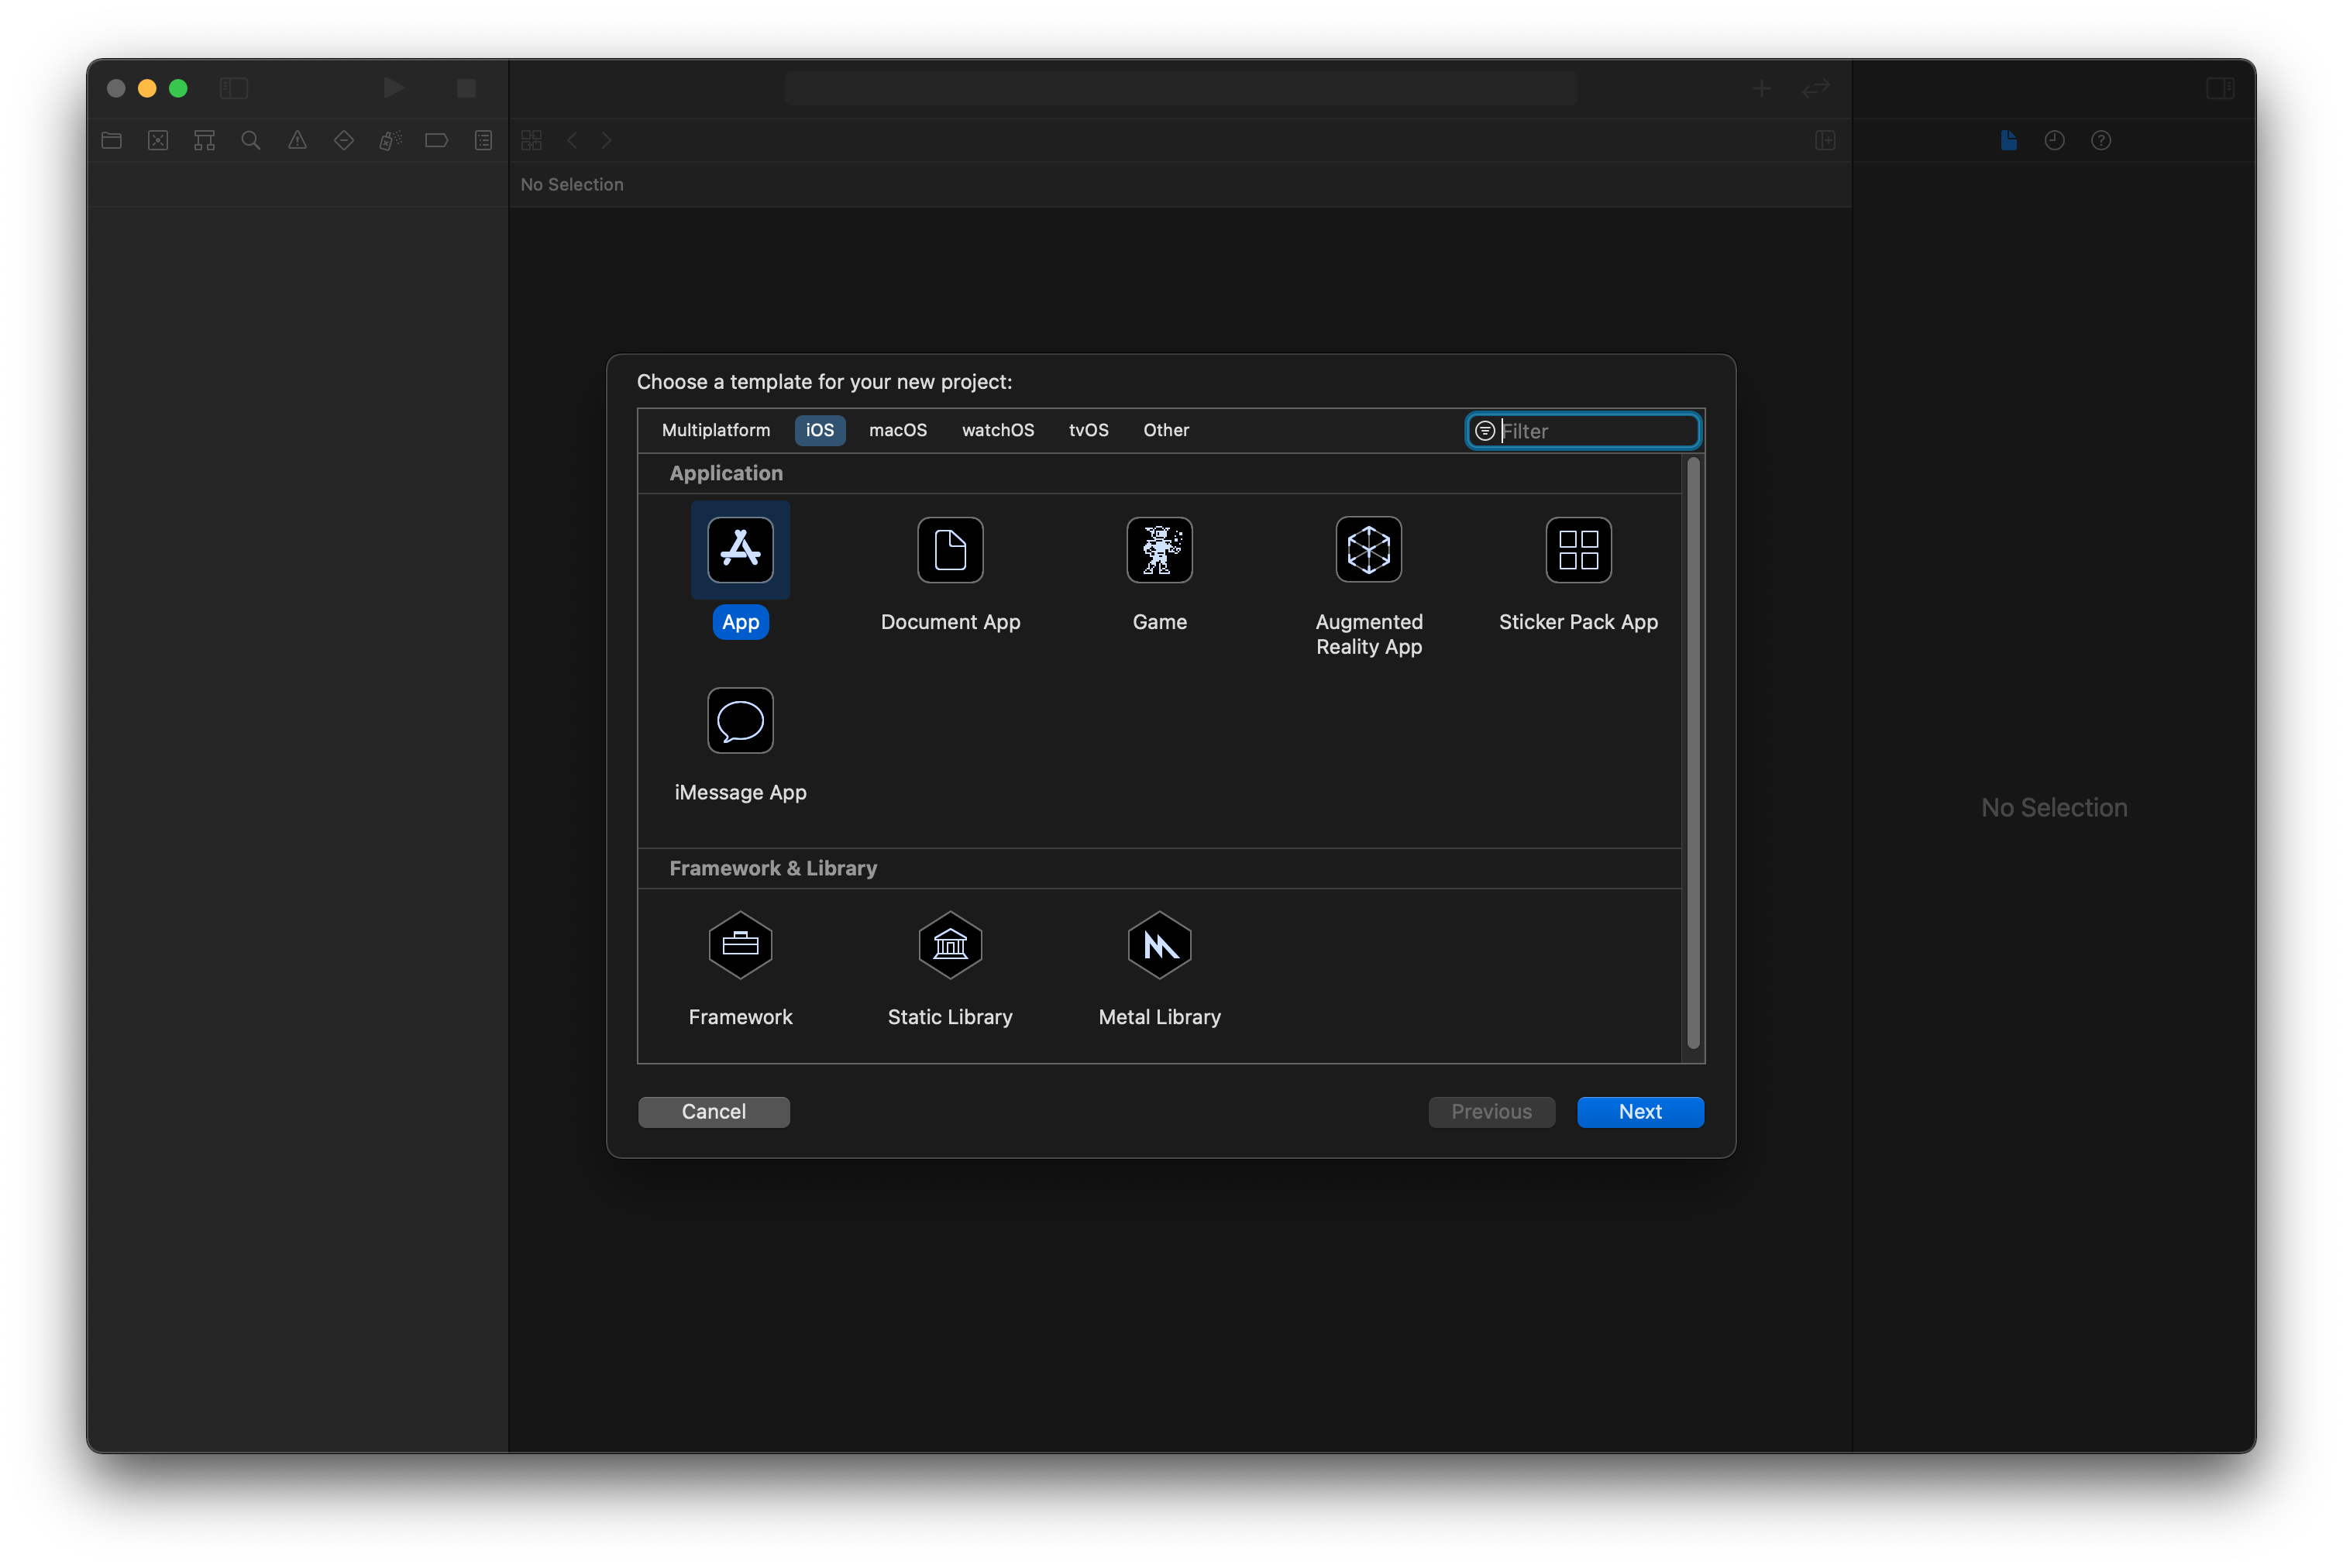 No Selection
Choose a template for your new project:
Multiplatform iOS macOS watchOS tvOS Other Filter
Application
App Document App Game Augmented Reality App Sticker Pack App
iMessage App
No Selection
Framework & Library
Framework Static Library Metal Library
Cancel Previous Next